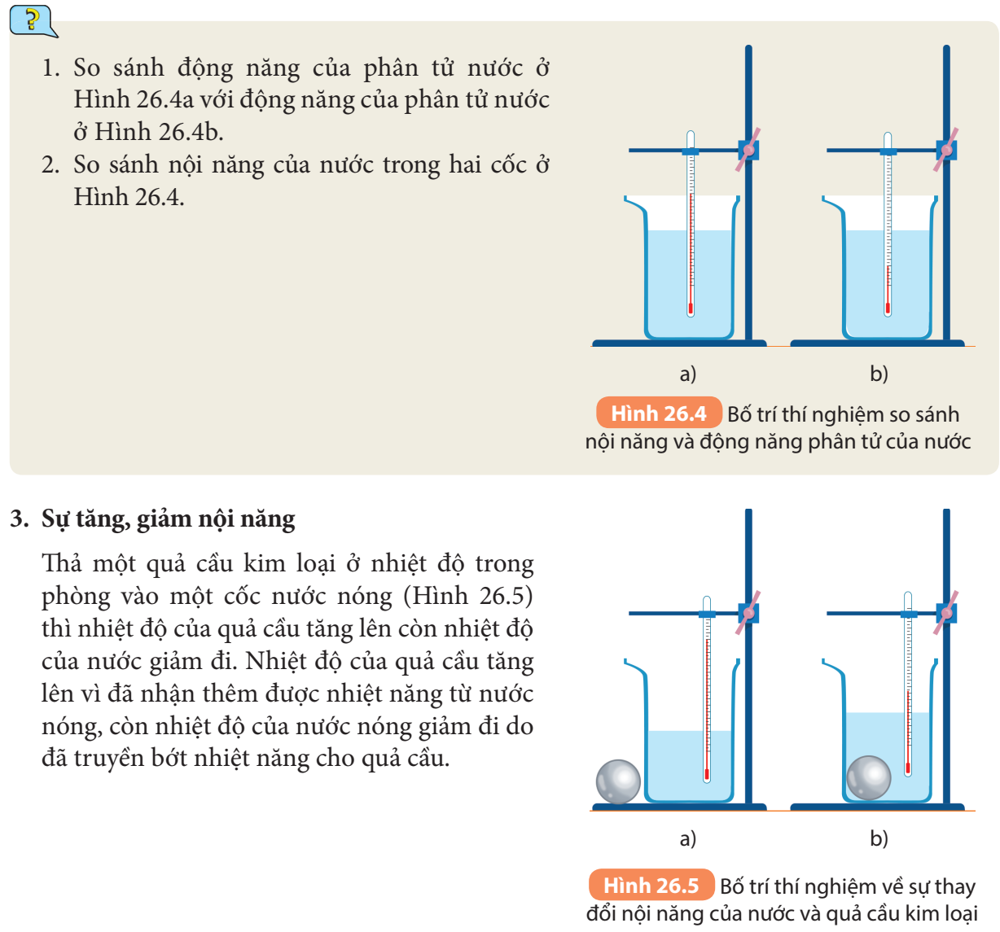 ?
1. So sánh động năng của phân tử nước ở
Hình 26.4a với động năng của phân tử nước
ở Hình 26.4b.
2. So sánh nội năng của nước trong hai cốc ở
Hình 26.4.
a)
b)
Hình 26.4 Bố trí thí nghiệm so sánh
nội năng và động năng phân tử của nước
3. Sự tăng, giảm nội năng
Thả một quả cầu kim loại ở nhiệt độ trong
phòng vào một cốc nước nóng (Hình 26.5)
thì nhiệt độ của quả cầu tăng lên còn nhiệt độ
của nước giảm đi. Nhiệt độ của quả cầu tăng
lên vì đã nhận thêm được nhiệt năng từ nước
nóng, còn nhiệt độ của nước nóng giảm đi do
đã truyền bớt nhiệt năng cho quả cầu.
a)
b)
Hình 26.5 Bố trí thí nghiệm về sự thay
đổi nội năng của nước và quả cầu kim loại